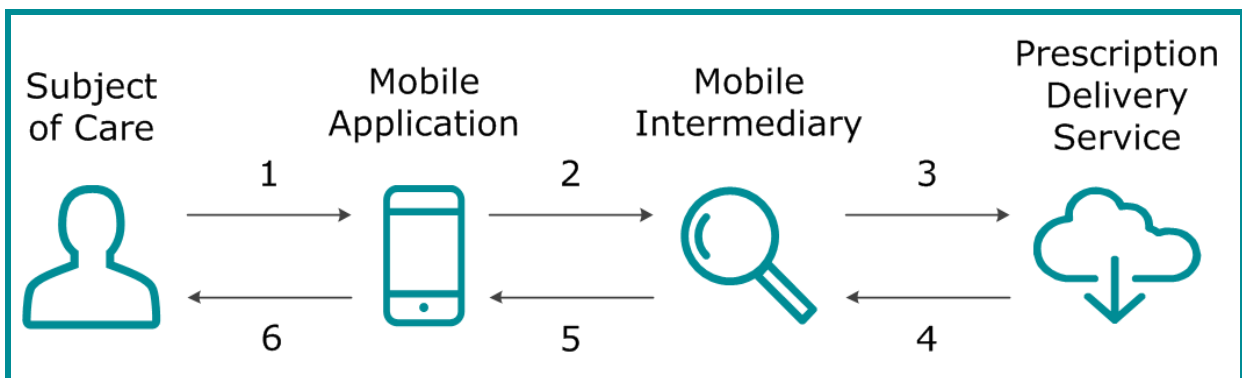 Subject
of Care
Mobile
Application
Mobile
Intermediary
Prescription
Delivery
Service
1
2
3
6
5
4